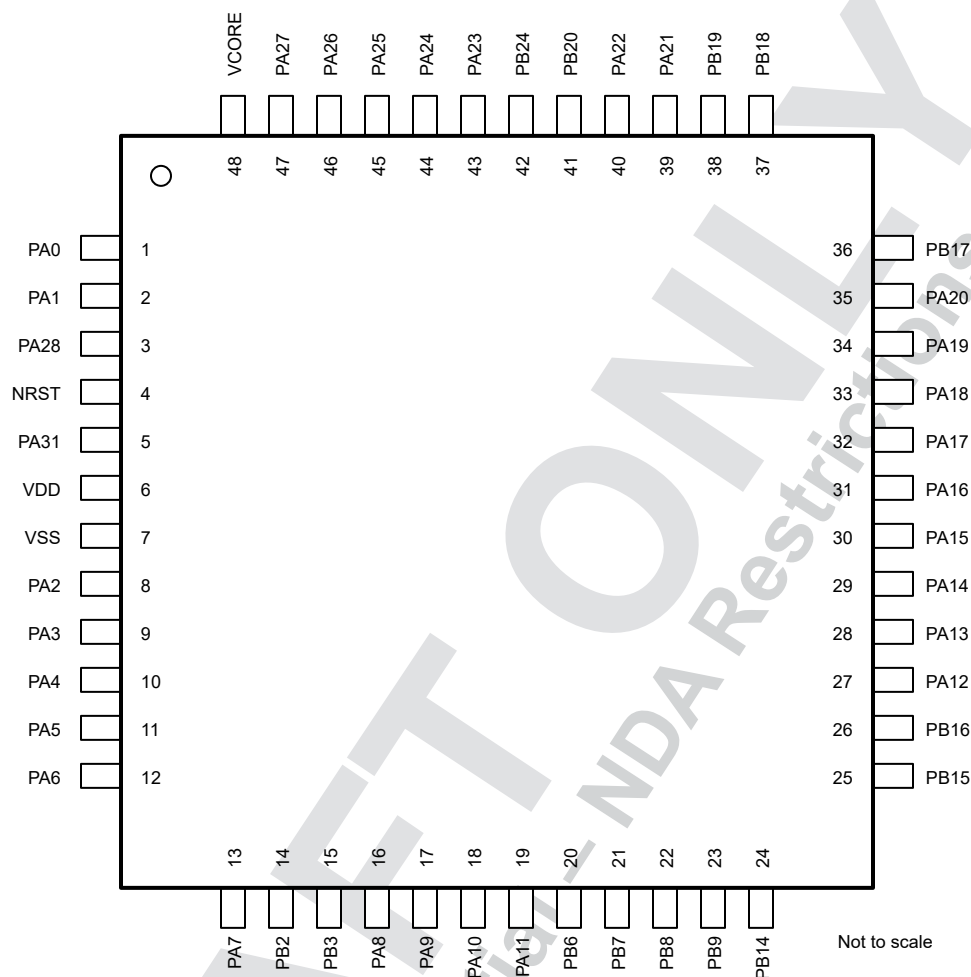 VCORE PA27 PA26 PA25 PA24 PA23 PB24 PB20 PA22 PA21 PB19 PB18
48 47 46 45 44 43 42 41 40 39 38 37
PA0 1 36 PB17
PA1 2 35 PA20
PA28 3 34 PA19
NRST 4 33 PA18
PA31 5 32 PA17
VDD 6 31 PA16
VSS 7 30 PA15
PA2 8 29 PA14
PA3 9 28 PA13
PA4 10 27 PA12
PA5 11 26 PB16
PA6 12 25 PB15
13 14 15 16 17 18 19 20 21 22 23 24
PA7 PB2 PB3 PA8 PA9 PA10 PA11 PB6 PB7 PB8 PB9 PB14
Not to scale
ONLY
– NDA Restrictions